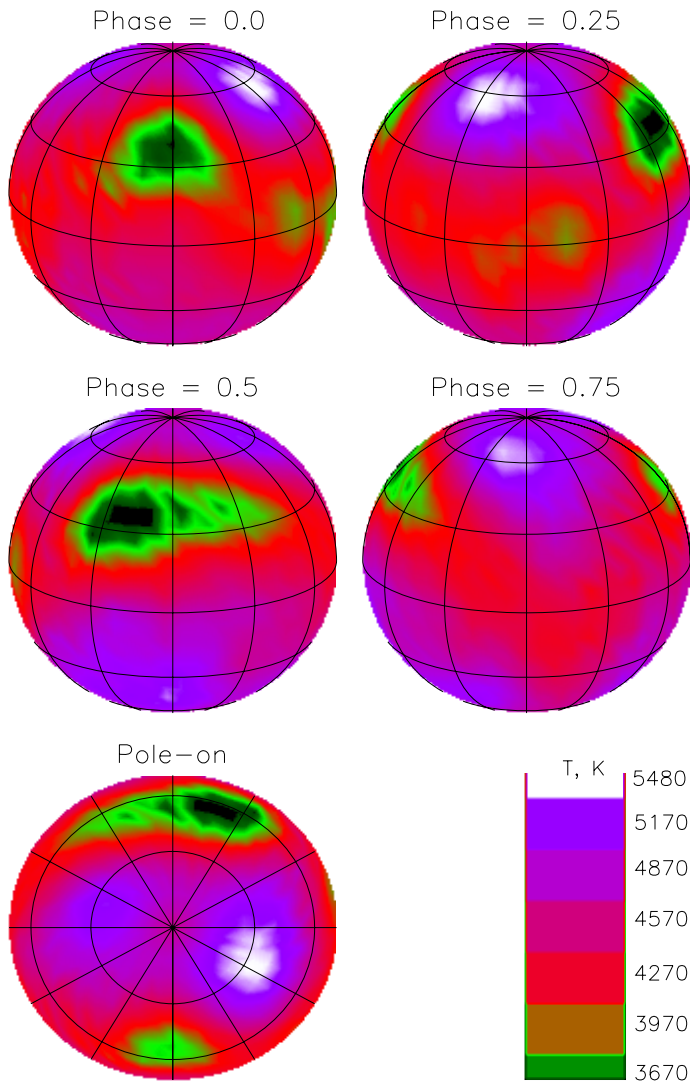 Phase = 0.0
Phase = 0.25
Phase = 0.5
Phase = 0.75
Pole-on
T, K
5480
5170
4870
4570
4270
3970
3670